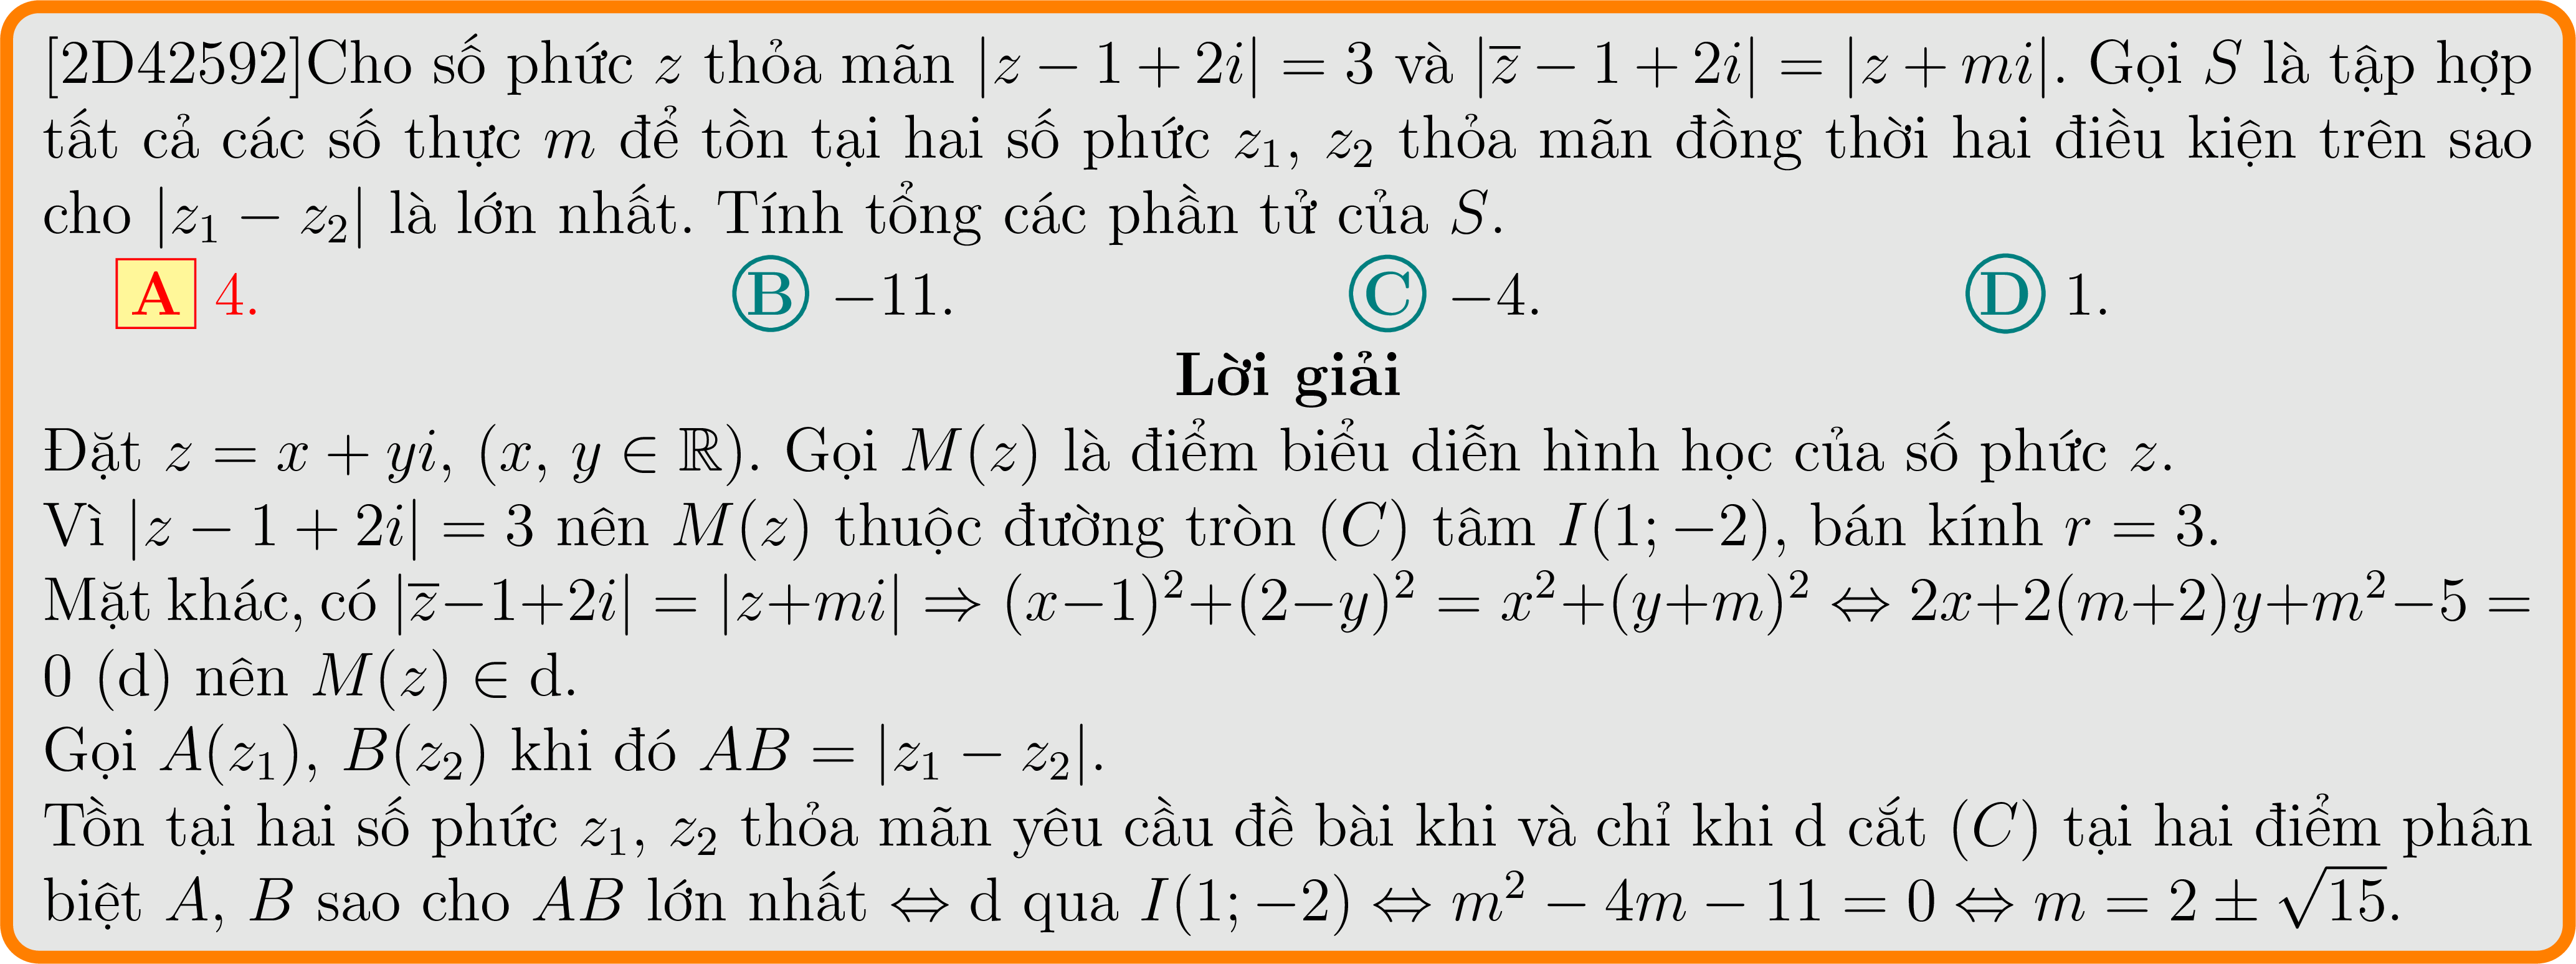 [2D42592]Cho số phức z thỏa mãn |z − 1 + 2i| = 3 và |z̅ − 1 + 2i| = |z + mi|. Gọi S là tập hợp
tất cả các số thực m để tồn tại hai số phức z₁, z₂ thỏa mãn đồng thời hai điều kiện trên sao
cho |z₁ − z₂| là lớn nhất. Tính tổng các phần tử của S.
A 4. B −11. C −4. D 1.
Lời giải
Đặt z = x + yi, (x, y ∈ ℝ). Gọi M(z) là điểm biểu diễn hình học của số phức z.
Vì |z − 1 + 2i| = 3 nên M(z) thuộc đường tròn (C) tâm I(1; −2), bán kính r = 3.
Mặt khác, có |z̅−1+2i| = |z+mi| ⇒ (x−1)²+(2−y)² = x²+(y+m)² ⇔ 2x+2(m+2)y+m²−5 =
0 (d) nên M(z) ∈ d.
Gọi A(z₁), B(z₂) khi đó AB = |z₁ − z₂|.
Tồn tại hai số phức z₁, z₂ thỏa mãn yêu cầu đề bài khi và chỉ khi d cắt (C) tại hai điểm phân
biệt A, B sao cho AB lớn nhất ⇔ d qua I(1; −2) ⇔ m² − 4m − 11 = 0 ⇔ m = 2 ± √15.